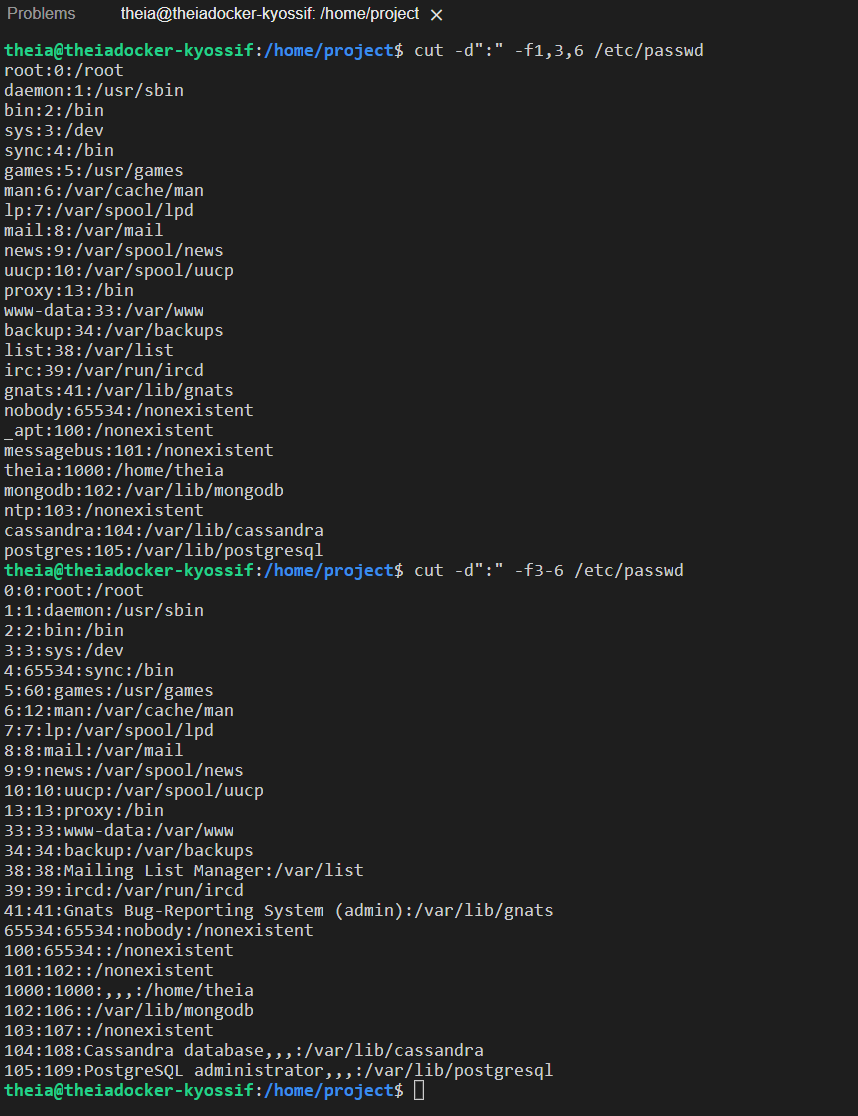 Problems theia@theiadocker-kyossif: /home/project ×
theia@theiadocker-kyossif:/home/project$ cut -d":" -f1,3,6 /etc/passwd
root:0:/root
daemon:1:/usr/sbin
bin:2:/bin
sys:3:/dev
sync:4:/bin
games:5:/usr/games
man:6:/var/cache/man
lp:7:/var/spool/lpd
mail:8:/var/mail
news:9:/var/spool/news
uucp:10:/var/spool/uucp
proxy:13:/bin
www-data:33:/var/www
backup:34:/var/backups
list:38:/var/list
irc:39:/var/run/ircd
gnats:41:/var/lib/gnats
nobody:65534:/nonexistent
_apt:100:/nonexistent
messagebus:101:/nonexistent
theia:1000:/home/theia
mongodb:102:/var/lib/mongodb
ntp:103:/nonexistent
cassandra:104:/var/lib/cassandra
postgres:105:/var/lib/postgresql
theia@theiadocker-kyossif:/home/project$ cut -d":" -f3-6 /etc/passwd
0:0:root:/root
1:1:daemon:/usr/sbin
2:2:bin:/bin
3:3:sys:/dev
4:65534:sync:/bin
5:60:games:/usr/games
6:12:man:/var/cache/man
7:7:lp:/var/spool/lpd
8:8:mail:/var/mail
9:9:news:/var/spool/news
10:10:uucp:/var/spool/uucp
13:13:proxy:/bin
33:33:www-data:/var/www
34:34:backup:/var/backups
38:38:Mailing List Manager:/var/list
39:39:ircd:/var/run/ircd
41:41:Gnats Bug-Reporting System (admin):/var/lib/gnats
65534:65534:nobody:/nonexistent
100:65534::/nonexistent
101:102::/nonexistent
1000:1000:,,,:/home/theia
102:106::/var/lib/mongodb
103:107::/nonexistent
104:108:Cassandra database,,,:/var/lib/cassandra
105:109:PostgreSQL administrator,,,:/var/lib/postgresql
theia@theiadocker-kyossif:/home/project$